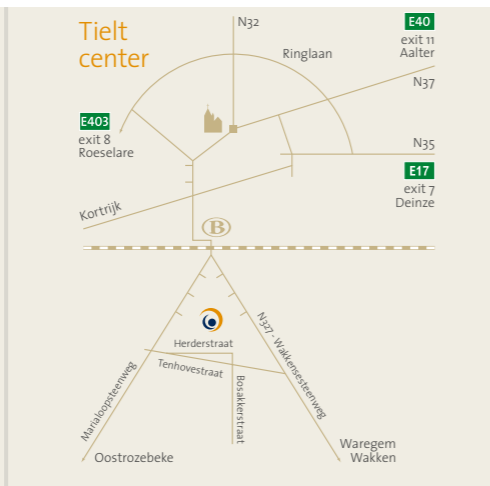 Tielt
center
N32
Ringlaan
E40
exit 11
Aalter
N37
E403
exit 8
Roeselare
N35
E17
exit 7
Deinze
Kortrijk
B
Herderstraat
Tenhovestraat
Bosakkerstraat
Marialoopsteenweg
N327 - Wakkensesteenweg
Oostrozebeke
Waregem
Wakken